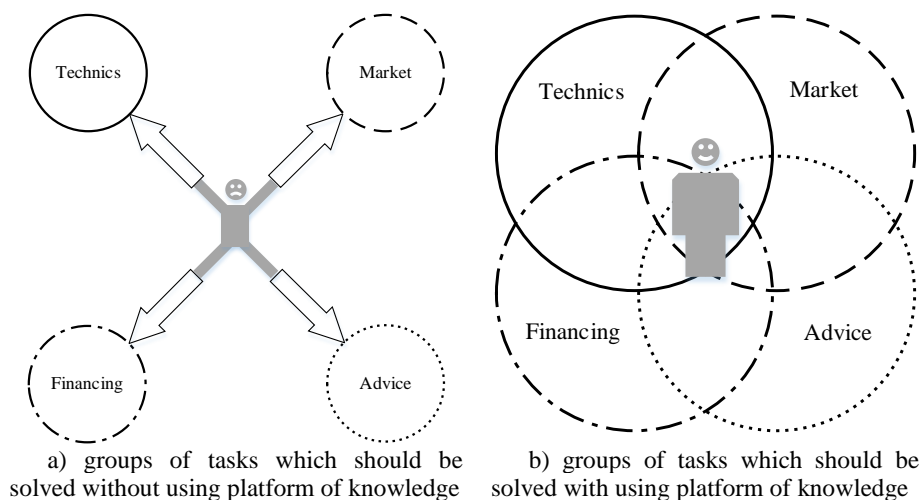 Technics
Market
Financing
Advice
a) groups of tasks which should be
solved without using platform of knowledge
Technics
Market
Financing
Advice
b) groups of tasks which should be
solved with using platform of knowledge